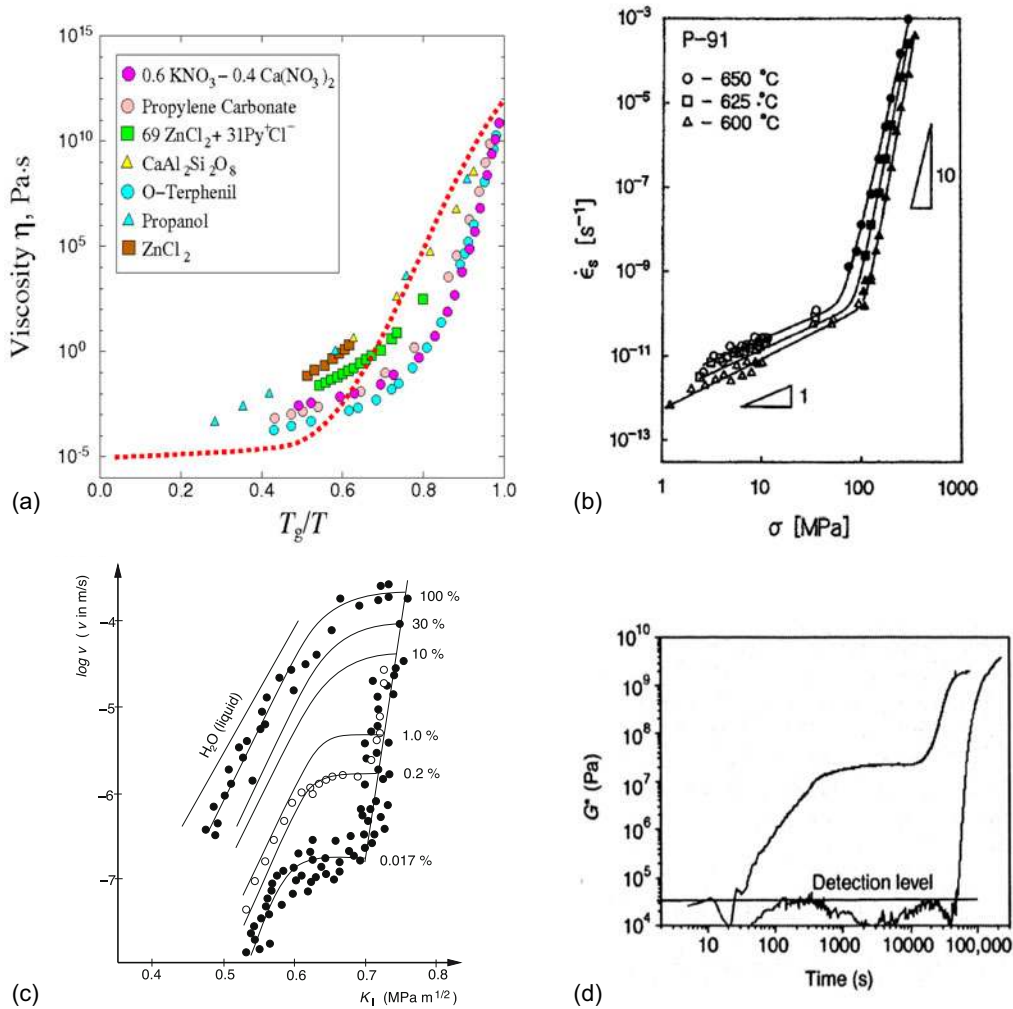 10^15
10^10
10^5
10^0
10^-5
Viscosity η, Pa·s
0.6 KNO3 – 0.4 Ca(NO3)2
Propylene Carbonate
69 ZnCl2 + 31Py+Cl−
CaAl2Si2O8
O–Terphenil
Propanol
ZnCl2
0.0 0.2 0.4 0.6 0.8 1.0
Tg/T
(a)
P–91
○ – 650 °C
□ – 625 °C
△ – 600 °C
10^-3
10^-5
10^-7
10^-9
10^-11
10^-13
ε̇s [s^-1]
10
1
1 10 100 1000
σ [MPa]
(b)
log v ( v in m/s)
-4
-5
-6
-7
H2O (liquid)
100 %
30 %
10 %
1.0 %
0.2 %
0.017 %
0.4 0.5 0.6 0.7 0.8
KI (MPa m^1/2)
(c)
10^10
10^9
10^8
10^7
10^6
10^5
10^4
G* (Pa)
Detection level
10 100 1000 10000 100,000
Time (s)
(d)